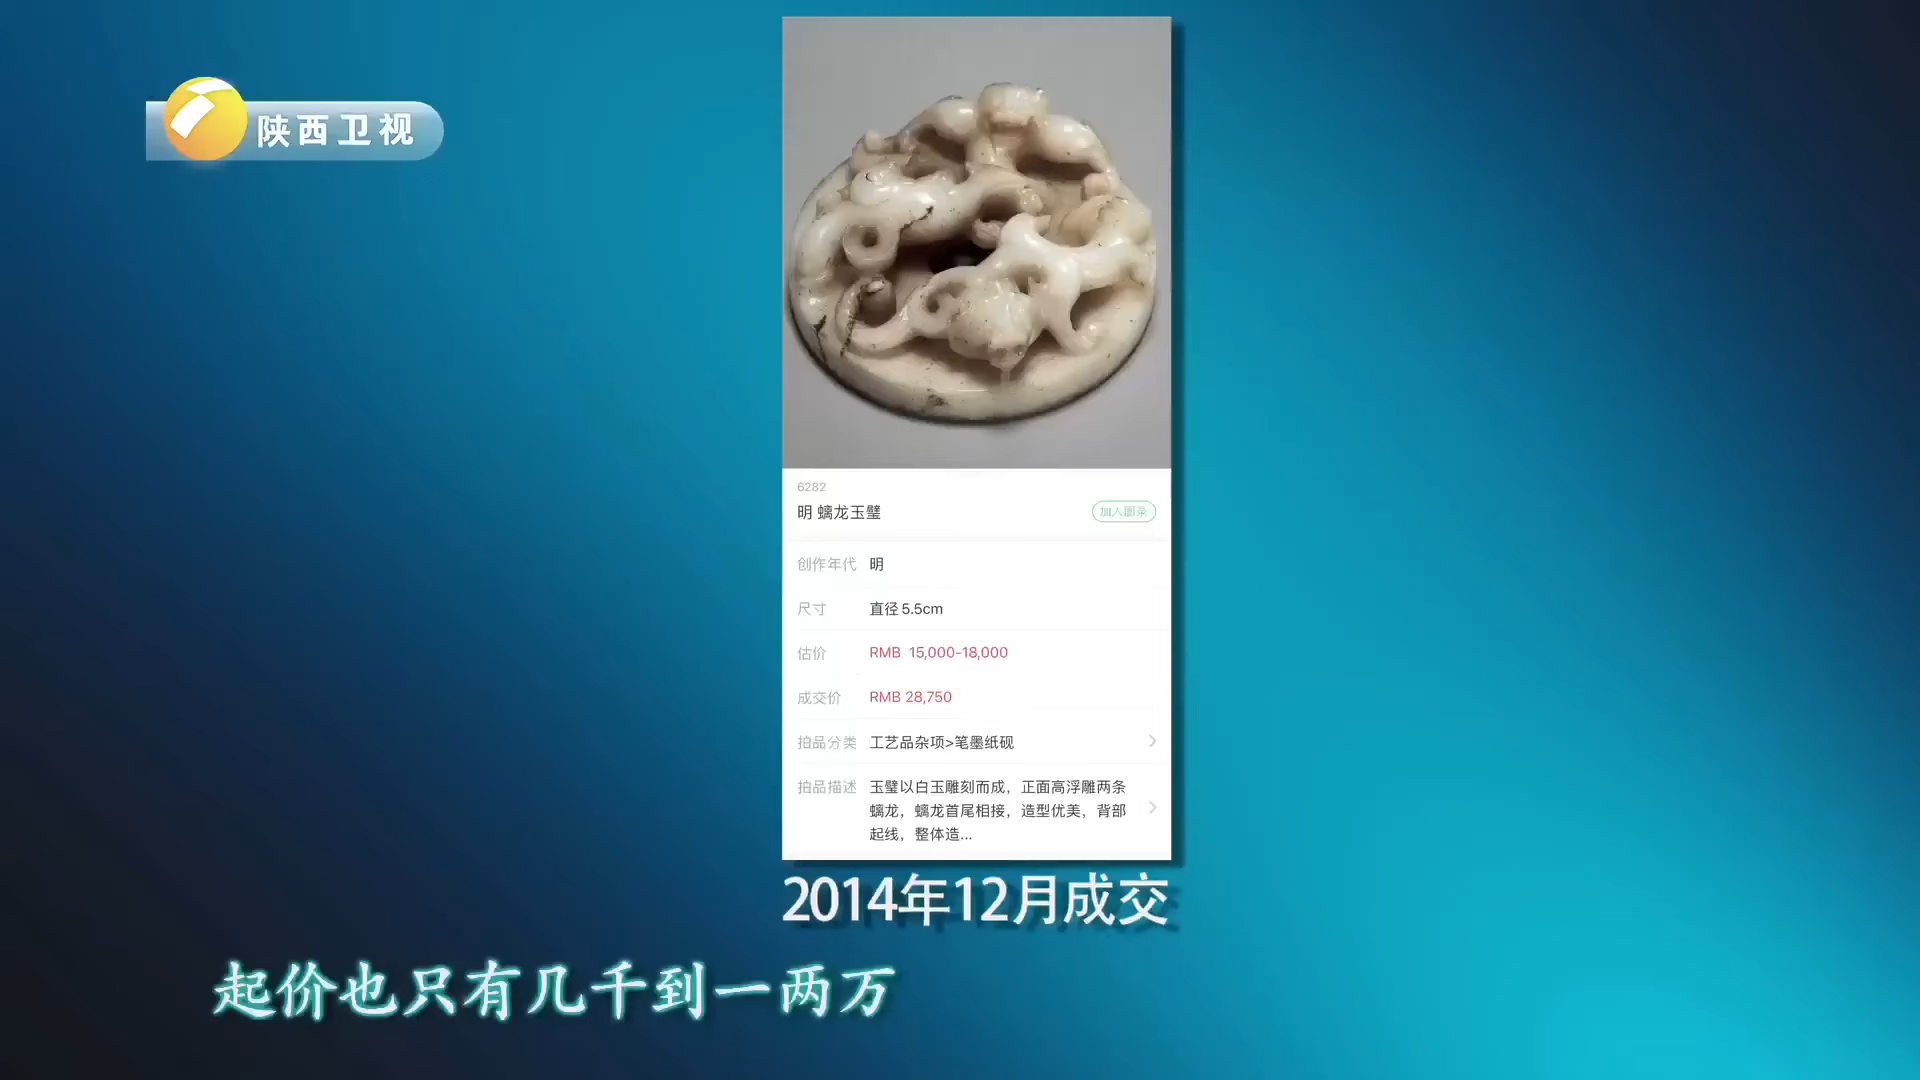 陕西卫视
6282
明 螭龙玉璧
加入图录
创作年代 明
尺寸 直径 5.5cm
估价 RMB 15,000-18,000
成交价 RMB 28,750
拍品分类 工艺品杂项>笔墨纸砚
拍品描述 玉璧以白玉雕刻而成，正面高浮雕两条
螭龙，螭龙首尾相接，造型优美，背部
起线，整体造...
2014年12月成交
起价也只有几千到一两万